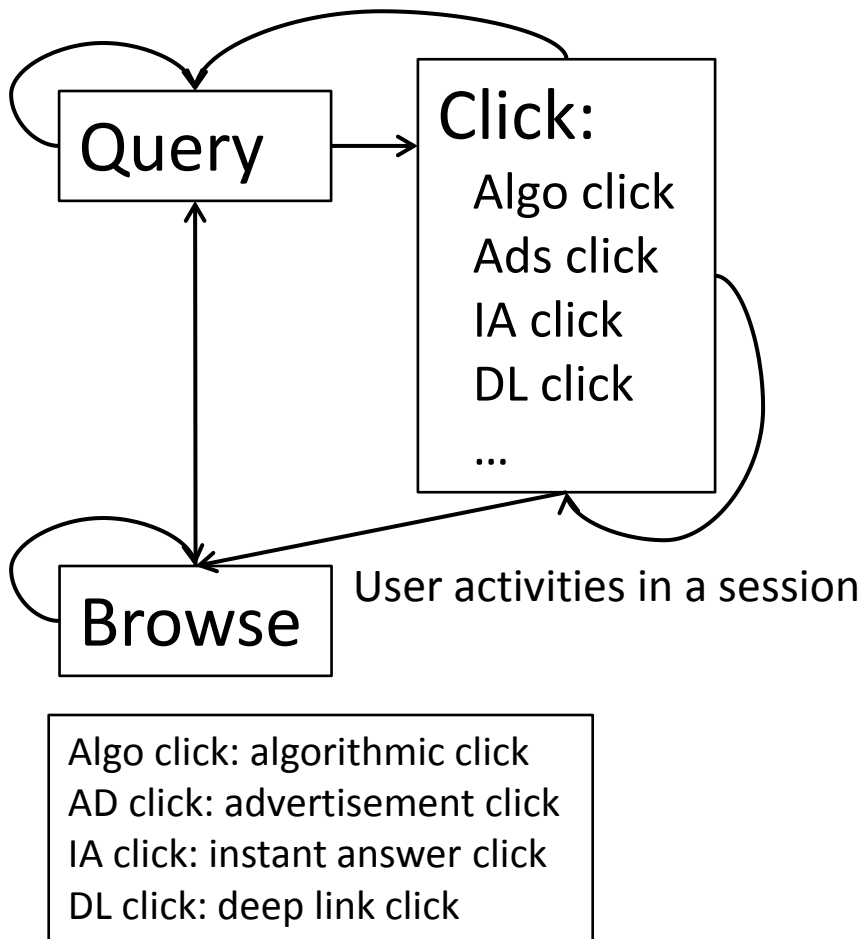 Query
Click:
Algo click
Ads click
IA click
DL click
...
User activities in a session
Browse
Algo click: algorithmic click
AD click: advertisement click
IA click: instant answer click
DL click: deep link click